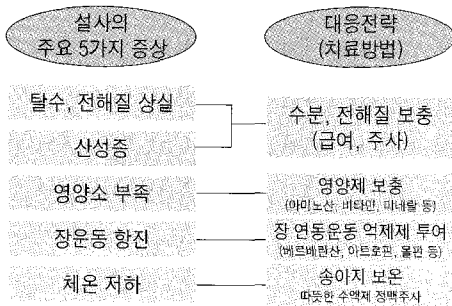 설사의
주요 5가지 증상
대응전략
(치료방법)
탈수, 전해질 상실
산성증
수분, 전해질 보충
(급여, 주사)
영양소 부족
영양제 보충
(아미노산, 비타민, 미네랄 등)
장운동 항진
장 연동운동 억제제 투여
(베르베린산, 아트로핀, 몰핀 등)
체온 저하
송아지 보온
따뜻한 수액제 정맥주사